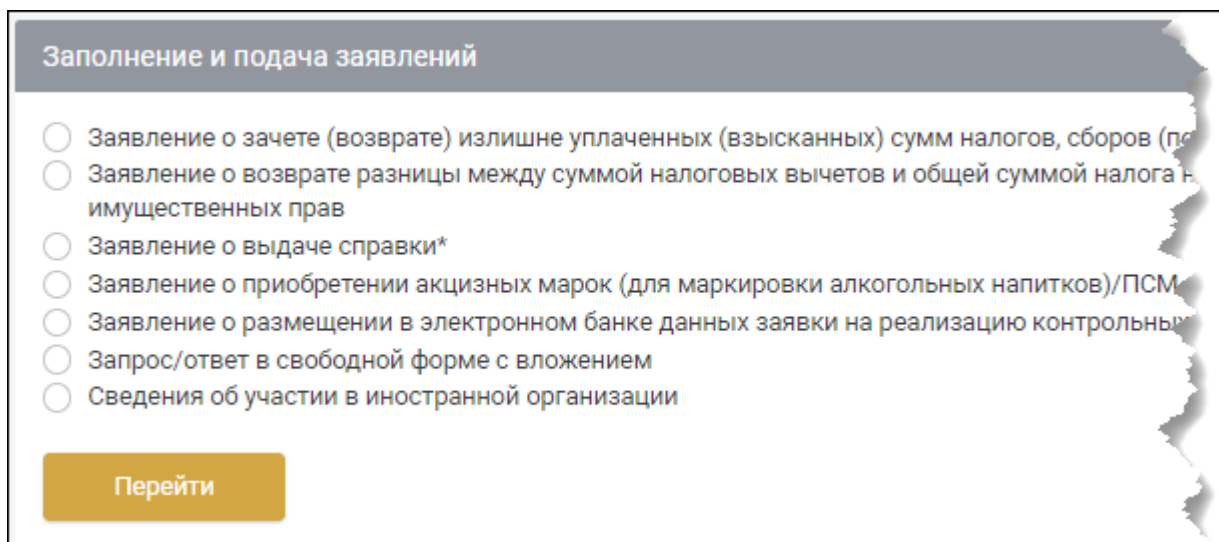 Заполнение и подача заявлений
Заявление о зачете (возврате) излишне уплаченных (взысканных) сумм налогов, сборов
Заявление о возврате разницы между суммой налоговых вычетов и общей суммой налога
имущественных прав
Заявление о выдаче справки*
Заявление о приобретении акцизных марок (для маркировки алкогольных напитков)/ПСМ
Заявление о размещении в электронном банке данных заявки на реализацию контрольных
Запрос/ответ в свободной форме с вложением
Сведения об участии в иностранной организации
Перейти